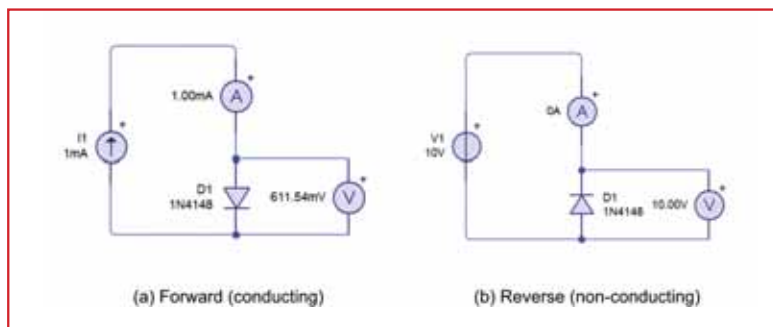 1.00mA
+
A
I1
1mA
+
D1
1N4148
611.54mV
V
+
(a) Forward (conducting)
0A
+
A
V1
10V
+
D1
1N4148
10.00V
V
+
(b) Reverse (non-conducting)